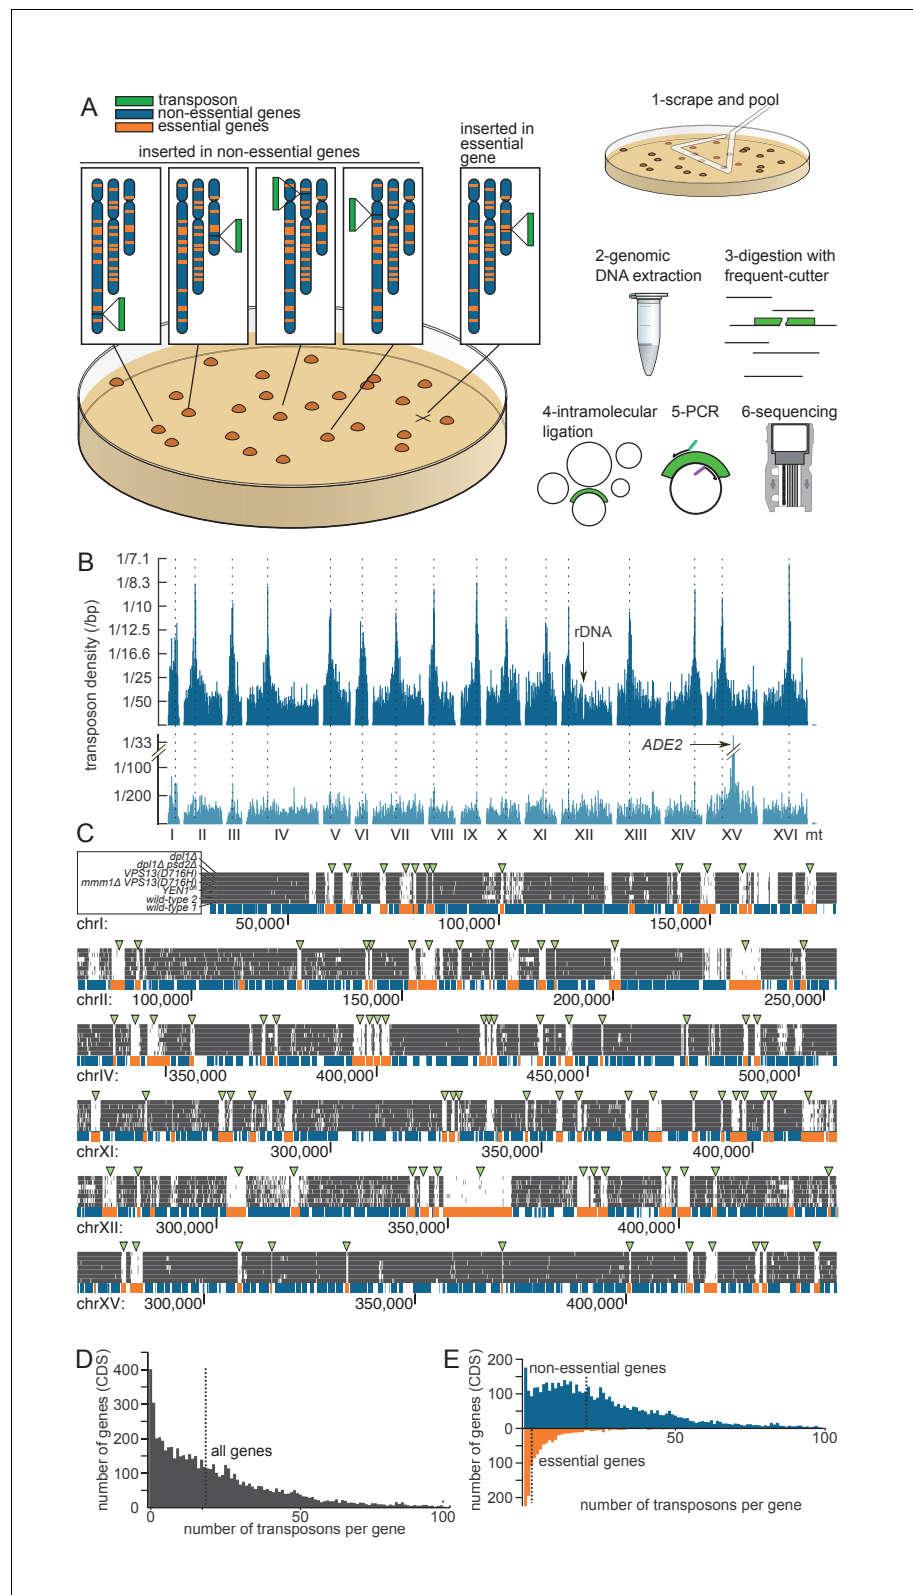 A
transposon
non-essential genes
essential genes
inserted in non-essential genes
inserted in
essential
gene
1-scrape and pool
2-genomic
DNA extraction
3-digestion with
frequent-cutter
4-intramolecular
ligation
5-PCR
6-sequencing
B
transposon density (/bp)
1/7.1
1/8.3
1/10
1/12.5
1/16.6
1/25
1/50
rDNA
1/33
1/100
1/200
ADE2
I II III IV V VI VII VIII IX X XI XII XIII XIV XV XVI mt
C
dpl1Δ
dpl1Δ psd2Δ
VPS13(D716H)
mmm1Δ VPS13(D716H)
YEN1
wild-type 2
wild-type 1
chrI: 50,000 100,000 150,000
chrII: 100,000 150,000 200,000 250,000
chrIV: 350,000 400,000 450,000 500,000
chrXI: 300,000 350,000 400,000
chrXII: 300,000 350,000 400,000
chrXV: 300,000 350,000 400,000
D
number of genes (CDS)
400
300
200
100
0
all genes
0 50 100
number of transposons per gene
E
number of genes (CDS)
200
100
0
100
200
non-essential genes
50 100
essential genes
number of transposons per gene